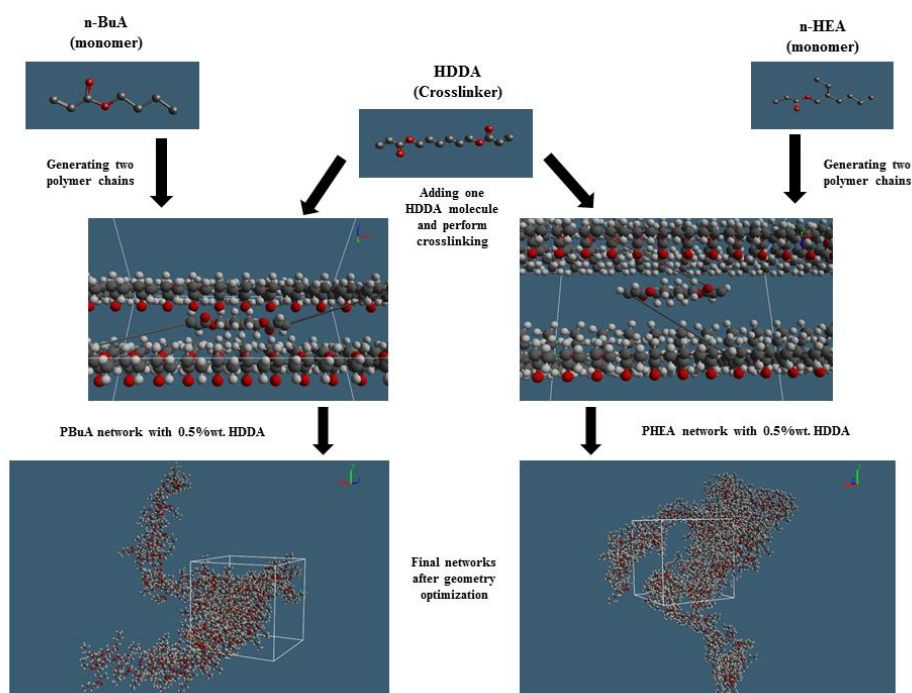 n-BuA
(monomer)
n-HEA
(monomer)
HDDA
(Crosslinker)
Generating two
polymer chains
Adding one
HDDA molecule
and perform
crosslinking
Generating two
polymer chains
PBuA network with 0.5%wt. HDDA
PHEA network with 0.5%wt. HDDA
Final networks
after geometry
optimization